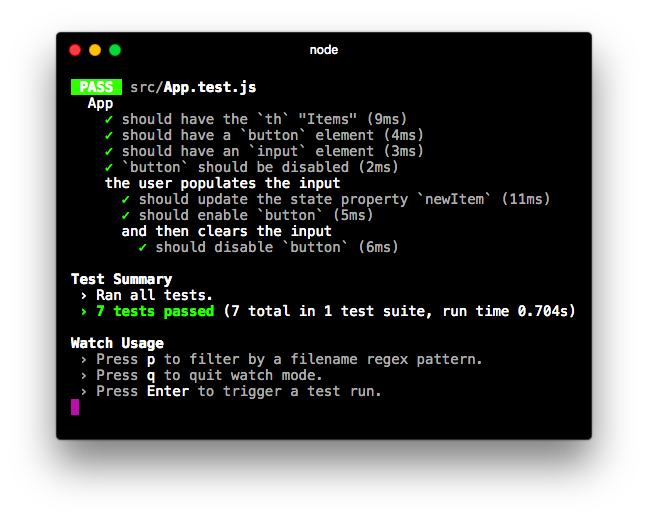 node
PASS src/App.test.js
App
✓ should have the `th` "Items" (9ms)
✓ should have a `button` element (4ms)
✓ should have an `input` element (3ms)
✓ `button` should be disabled (2ms)
the user populates the input
✓ should update the state property `newItem` (11ms)
✓ should enable `button` (5ms)
and then clears the input
✓ should disable `button` (6ms)
Test Summary
› Ran all tests.
› 7 tests passed (7 total in 1 test suite, run time 0.704s)
Watch Usage
› Press p to filter by a filename regex pattern.
› Press q to quit watch mode.
› Press Enter to trigger a test run.